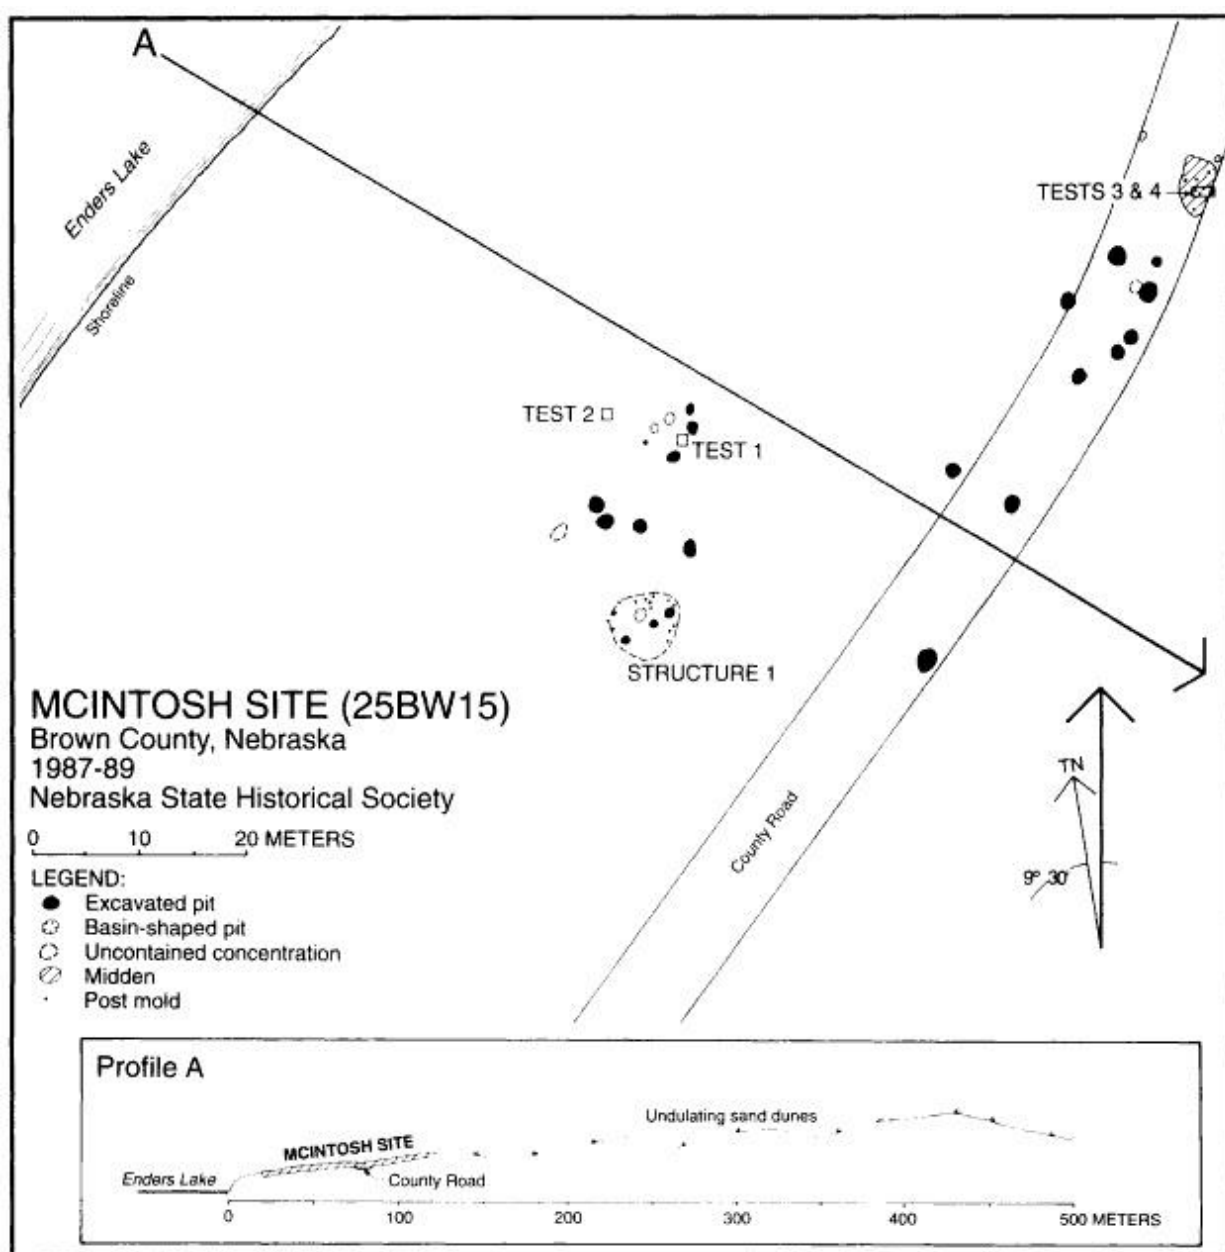 A
Enders Lake
Shoreline
TESTS 3 & 4
TEST 2
TEST 1
STRUCTURE 1
MCINTOSH SITE (25BW15)
Brown County, Nebraska
1987-89
Nebraska State Historical Society
0 10 20 METERS
LEGEND:
Excavated pit
Basin-shaped pit
Uncontained concentration
Midden
Post mold
County Road
TN
9° 30'
Profile A
Undulating sand dunes
MCINTOSH SITE
Enders Lake
County Road
0 100 200 300 400 500 METERS